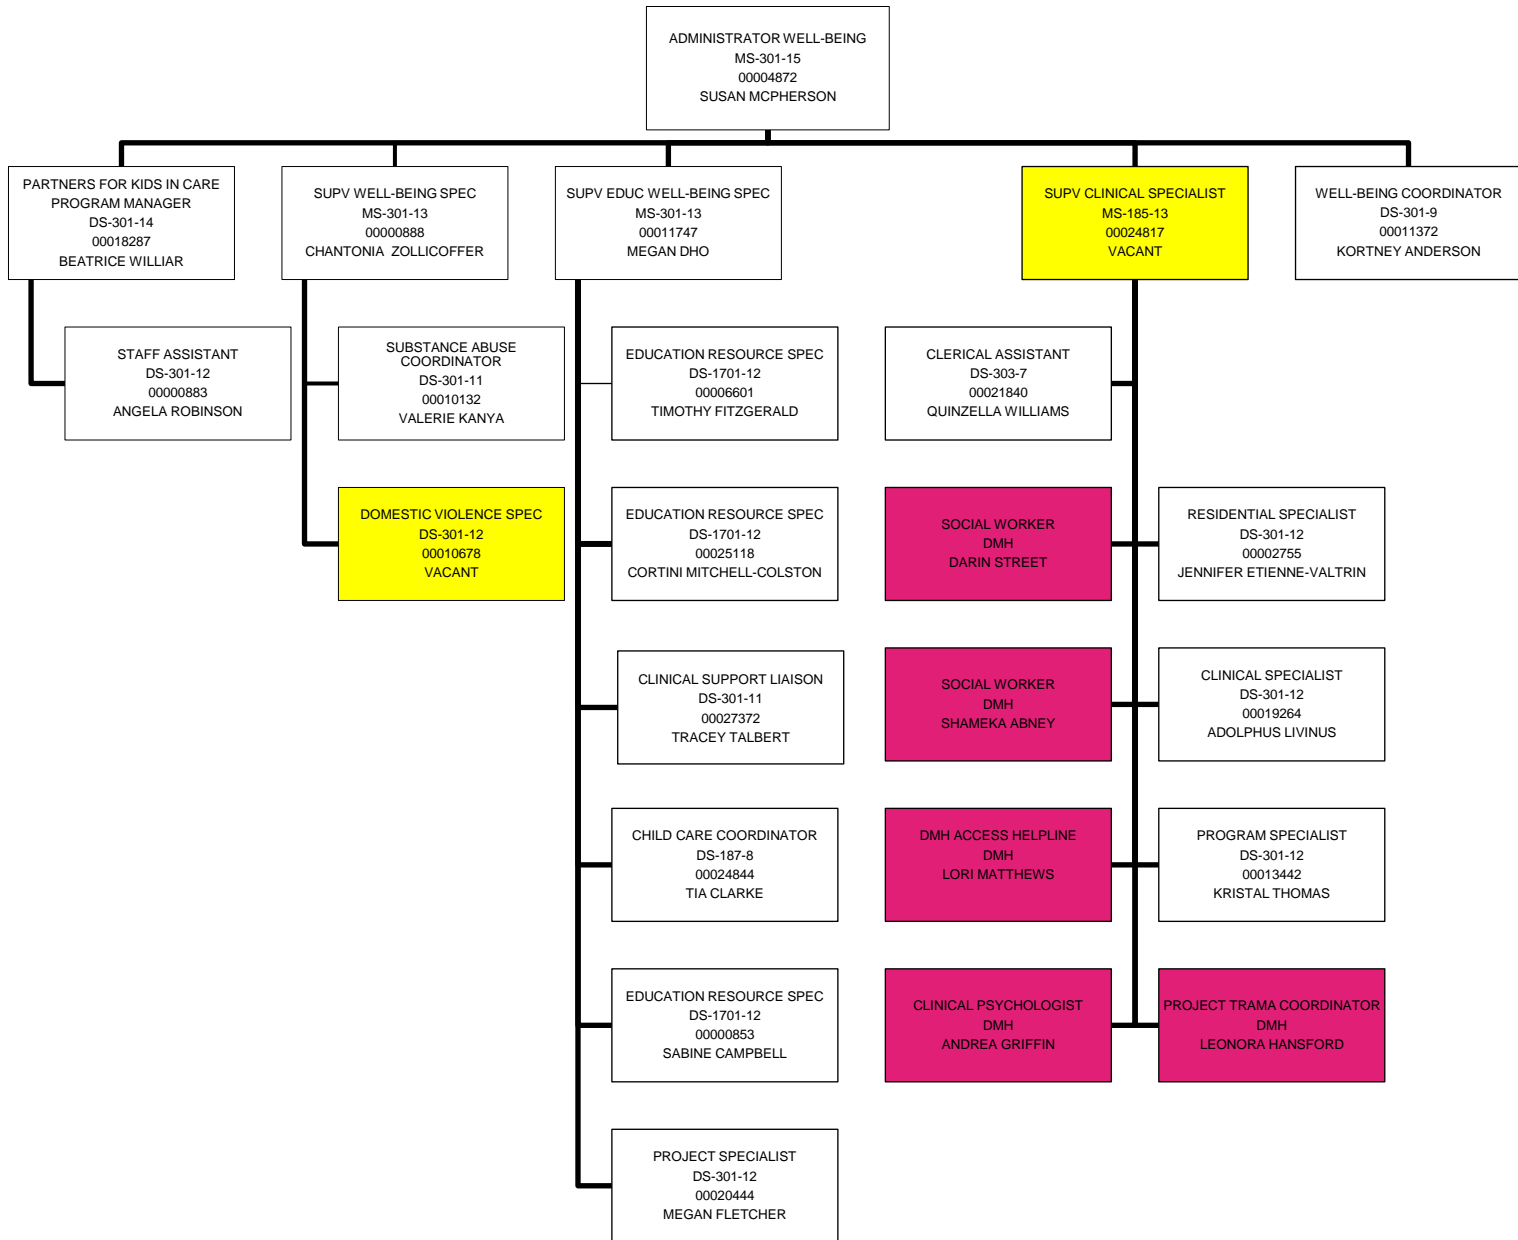 ADMINISTRATOR WELL-BEING
MS-301-15
00004872
SUSAN MCPHERSON
PARTNERS FOR KIDS IN CARE
PROGRAM MANAGER
DS-301-14
00018287
BEATRICE WILLIAR
SUPV WELL-BEING SPEC
MS-301-13
00000888
CHANTONIA  ZOLLICOFFER
SUPV EDUC WELL-BEING SPEC
MS-301-13
00011747
MEGAN DHO
SUPV CLINICAL SPECIALIST
MS-185-13
00024817
VACANT
WELL-BEING COORDINATOR
DS-301-9
00011372
KORTNEY ANDERSON
STAFF ASSISTANT
DS-301-12
00000883
ANGELA ROBINSON
SUBSTANCE ABUSE
COORDINATOR
DS-301-11
00010132
VALERIE KANYA
EDUCATION RESOURCE SPEC
DS-1701-12
00006601
TIMOTHY FITZGERALD
CLERICAL ASSISTANT
DS-303-7
00021840
QUINZELLA WILLIAMS
DOMESTIC VIOLENCE SPEC
DS-301-12
00010678
VACANT
EDUCATION RESOURCE SPEC
DS-1701-12
00025118
CORTINI MITCHELL-COLSTON
SOCIAL WORKER
DMH
DARIN STREET
RESIDENTIAL SPECIALIST
DS-301-12
00002755
JENNIFER ETIENNE-VALTRIN
CLINICAL SUPPORT LIAISON
DS-301-11
00027372
TRACEY TALBERT
SOCIAL WORKER
DMH
SHAMEKA ABNEY
CLINICAL SPECIALIST
DS-301-12
00019264
ADOLPHUS LIVINUS
CHILD CARE COORDINATOR
DS-187-8
00024844
TIA CLARKE
DMH ACCESS HELPLINE
DMH
LORI MATTHEWS
PROGRAM SPECIALIST
DS-301-12
00013442
KRISTAL THOMAS
EDUCATION RESOURCE SPEC
DS-1701-12
00000853
SABINE CAMPBELL
CLINICAL PSYCHOLOGIST
DMH
ANDREA GRIFFIN
PROJECT TRAMA COORDINATOR
DMH
LEONORA HANSFORD
PROJECT SPECIALIST
DS-301-12
00020444
MEGAN FLETCHER